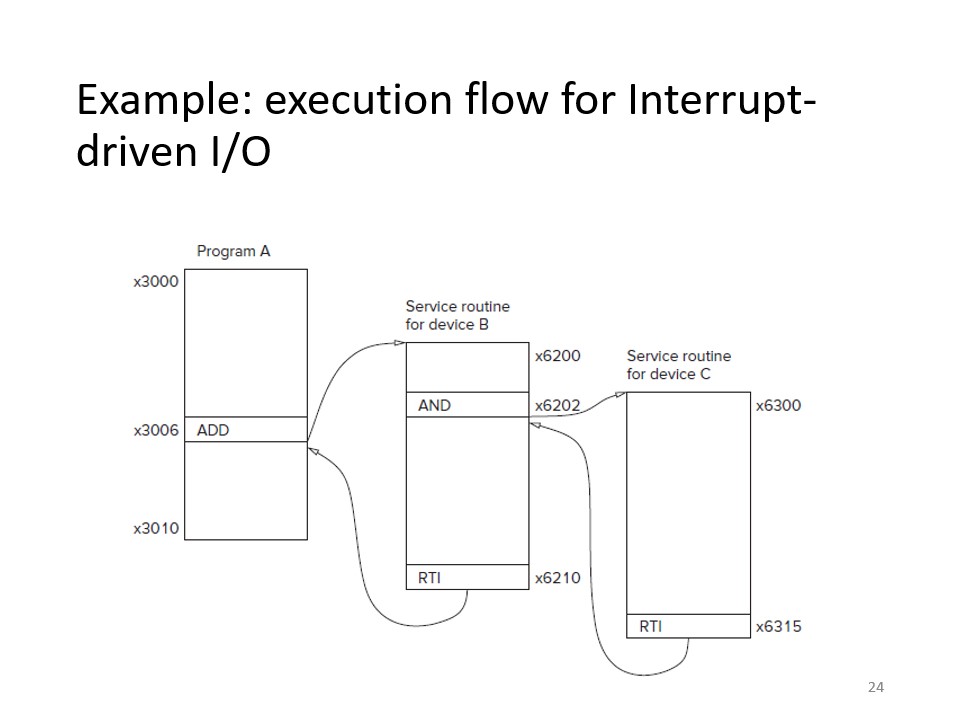 Example: execution flow for Interrupt-
driven I/O
Program A
x3000
Service routine
for device B
x6200
Service routine
for device C
AND
x6202
x6300
x3006
ADD
x3010
RTI
x6210
RTI
x6315
24